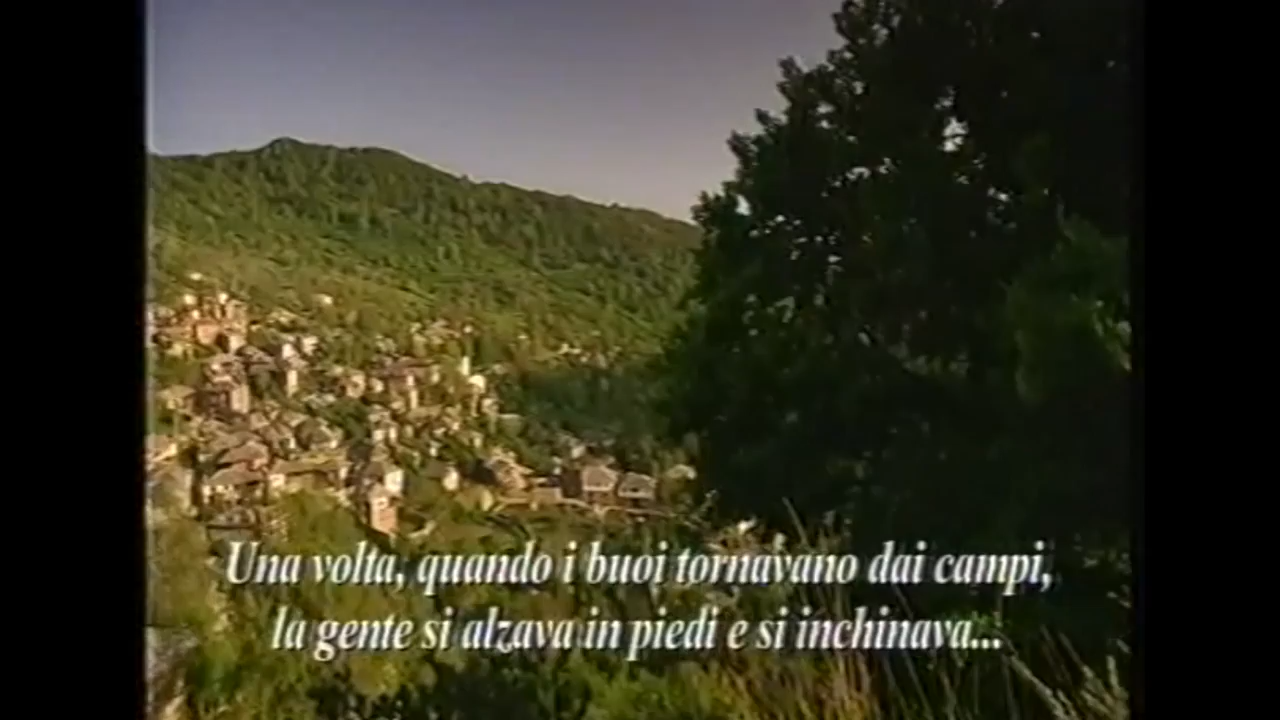 Una volta, quando i buoi tornavano dai campi,
la gente si alzava in piedi e si inchinava...